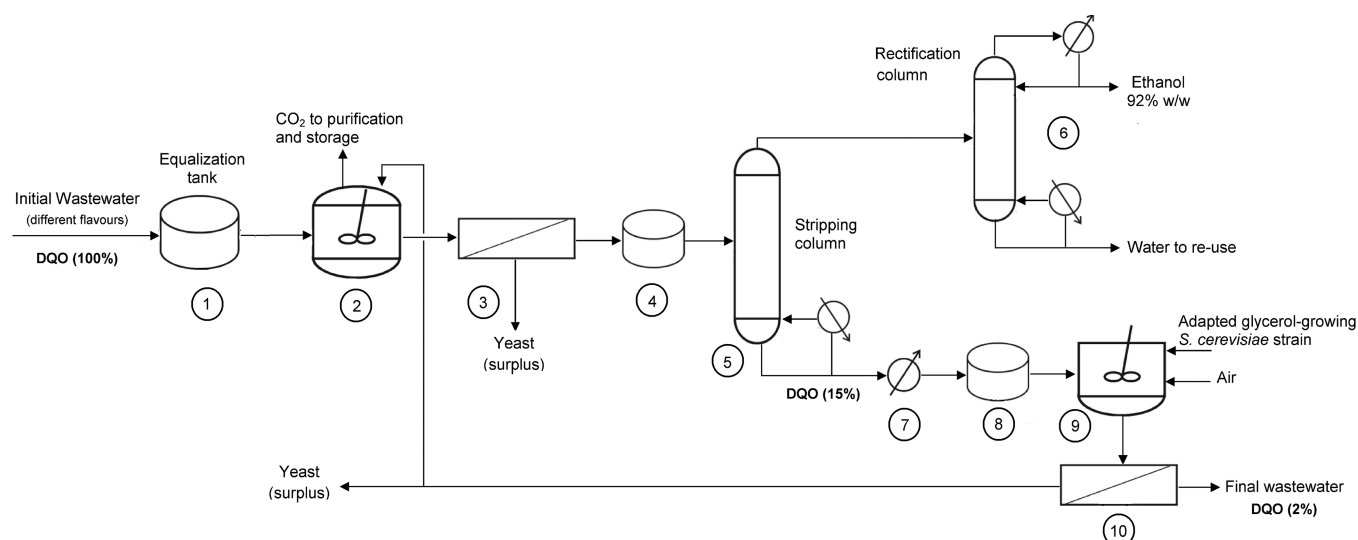 Rectification
column
Ethanol
92% w/w
6
CO₂ to purification
and storage
Equalization
tank
Initial Wastewater
(different flavours)
DQO (100%)
1
2
3
Yeast
(surplus)
4
Stripping
column
5
Water to re-use
DQO (15%)
7
8
9
Adapted glycerol-growing
S. cerevisiae strain
Air
Yeast
(surplus)
10
Final wastewater
DQO (2%)